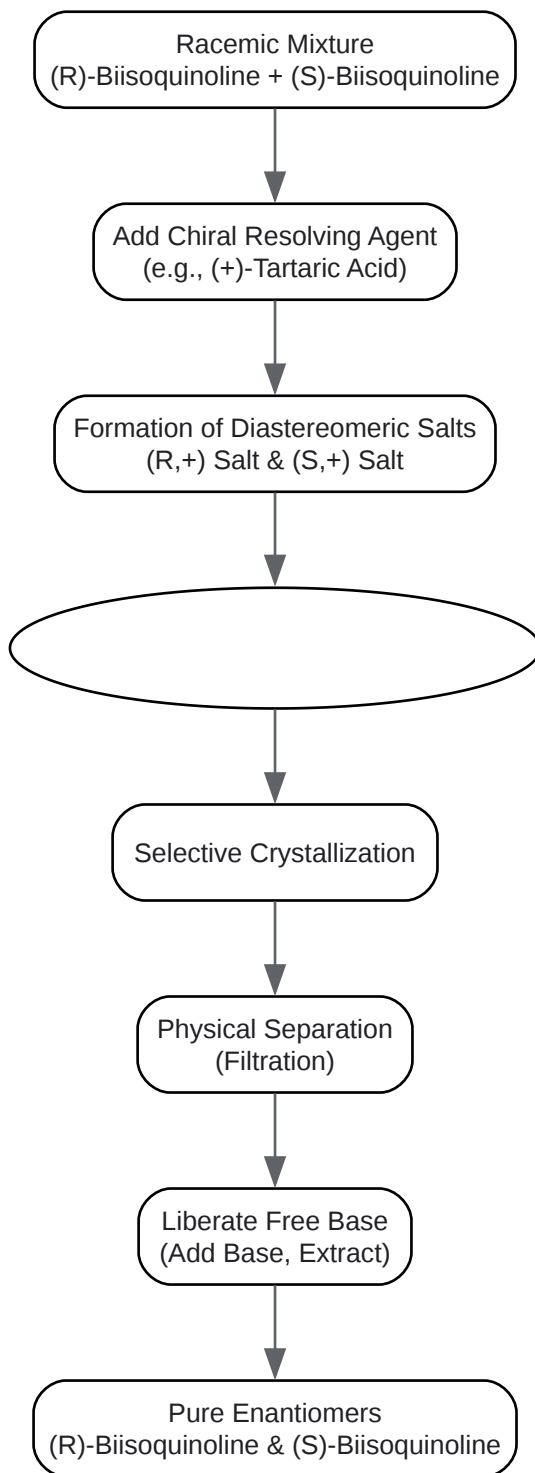 Racemic Mixture
(R)-Biisoquinoline + (S)-Biisoquinoline
Add Chiral Resolving Agent
(e.g., (+)-Tartaric Acid)
Formation of Diastereomeric Salts
(R,+) Salt & (S,+) Salt
Selective Crystallization
Physical Separation
(Filtration)
Liberate Free Base
(Add Base, Extract)
Pure Enantiomers
(R)-Biisoquinoline & (S)-Biisoquinoline